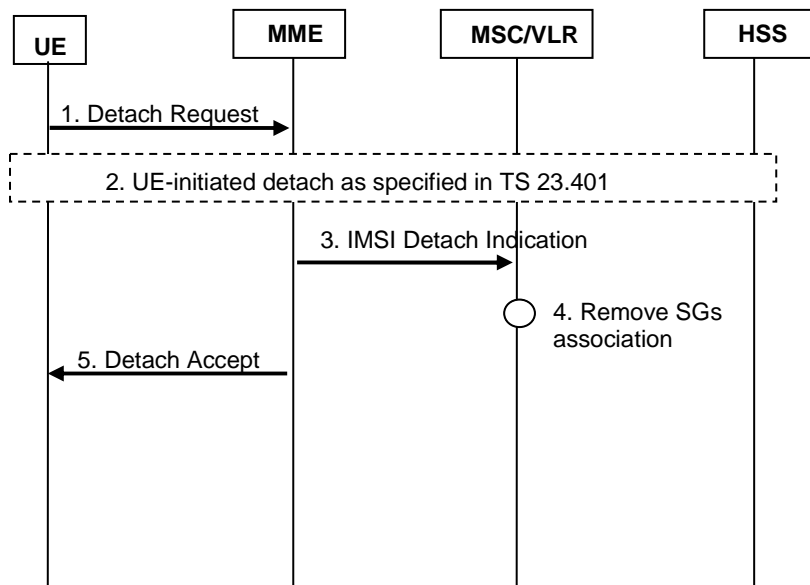 UE
MME
MSC/VLR
HSS
1. Detach Request
2. UE-initiated detach as specified in TS 23.401
3. IMSI Detach Indication
4. Remove SGs
association
5. Detach Accept